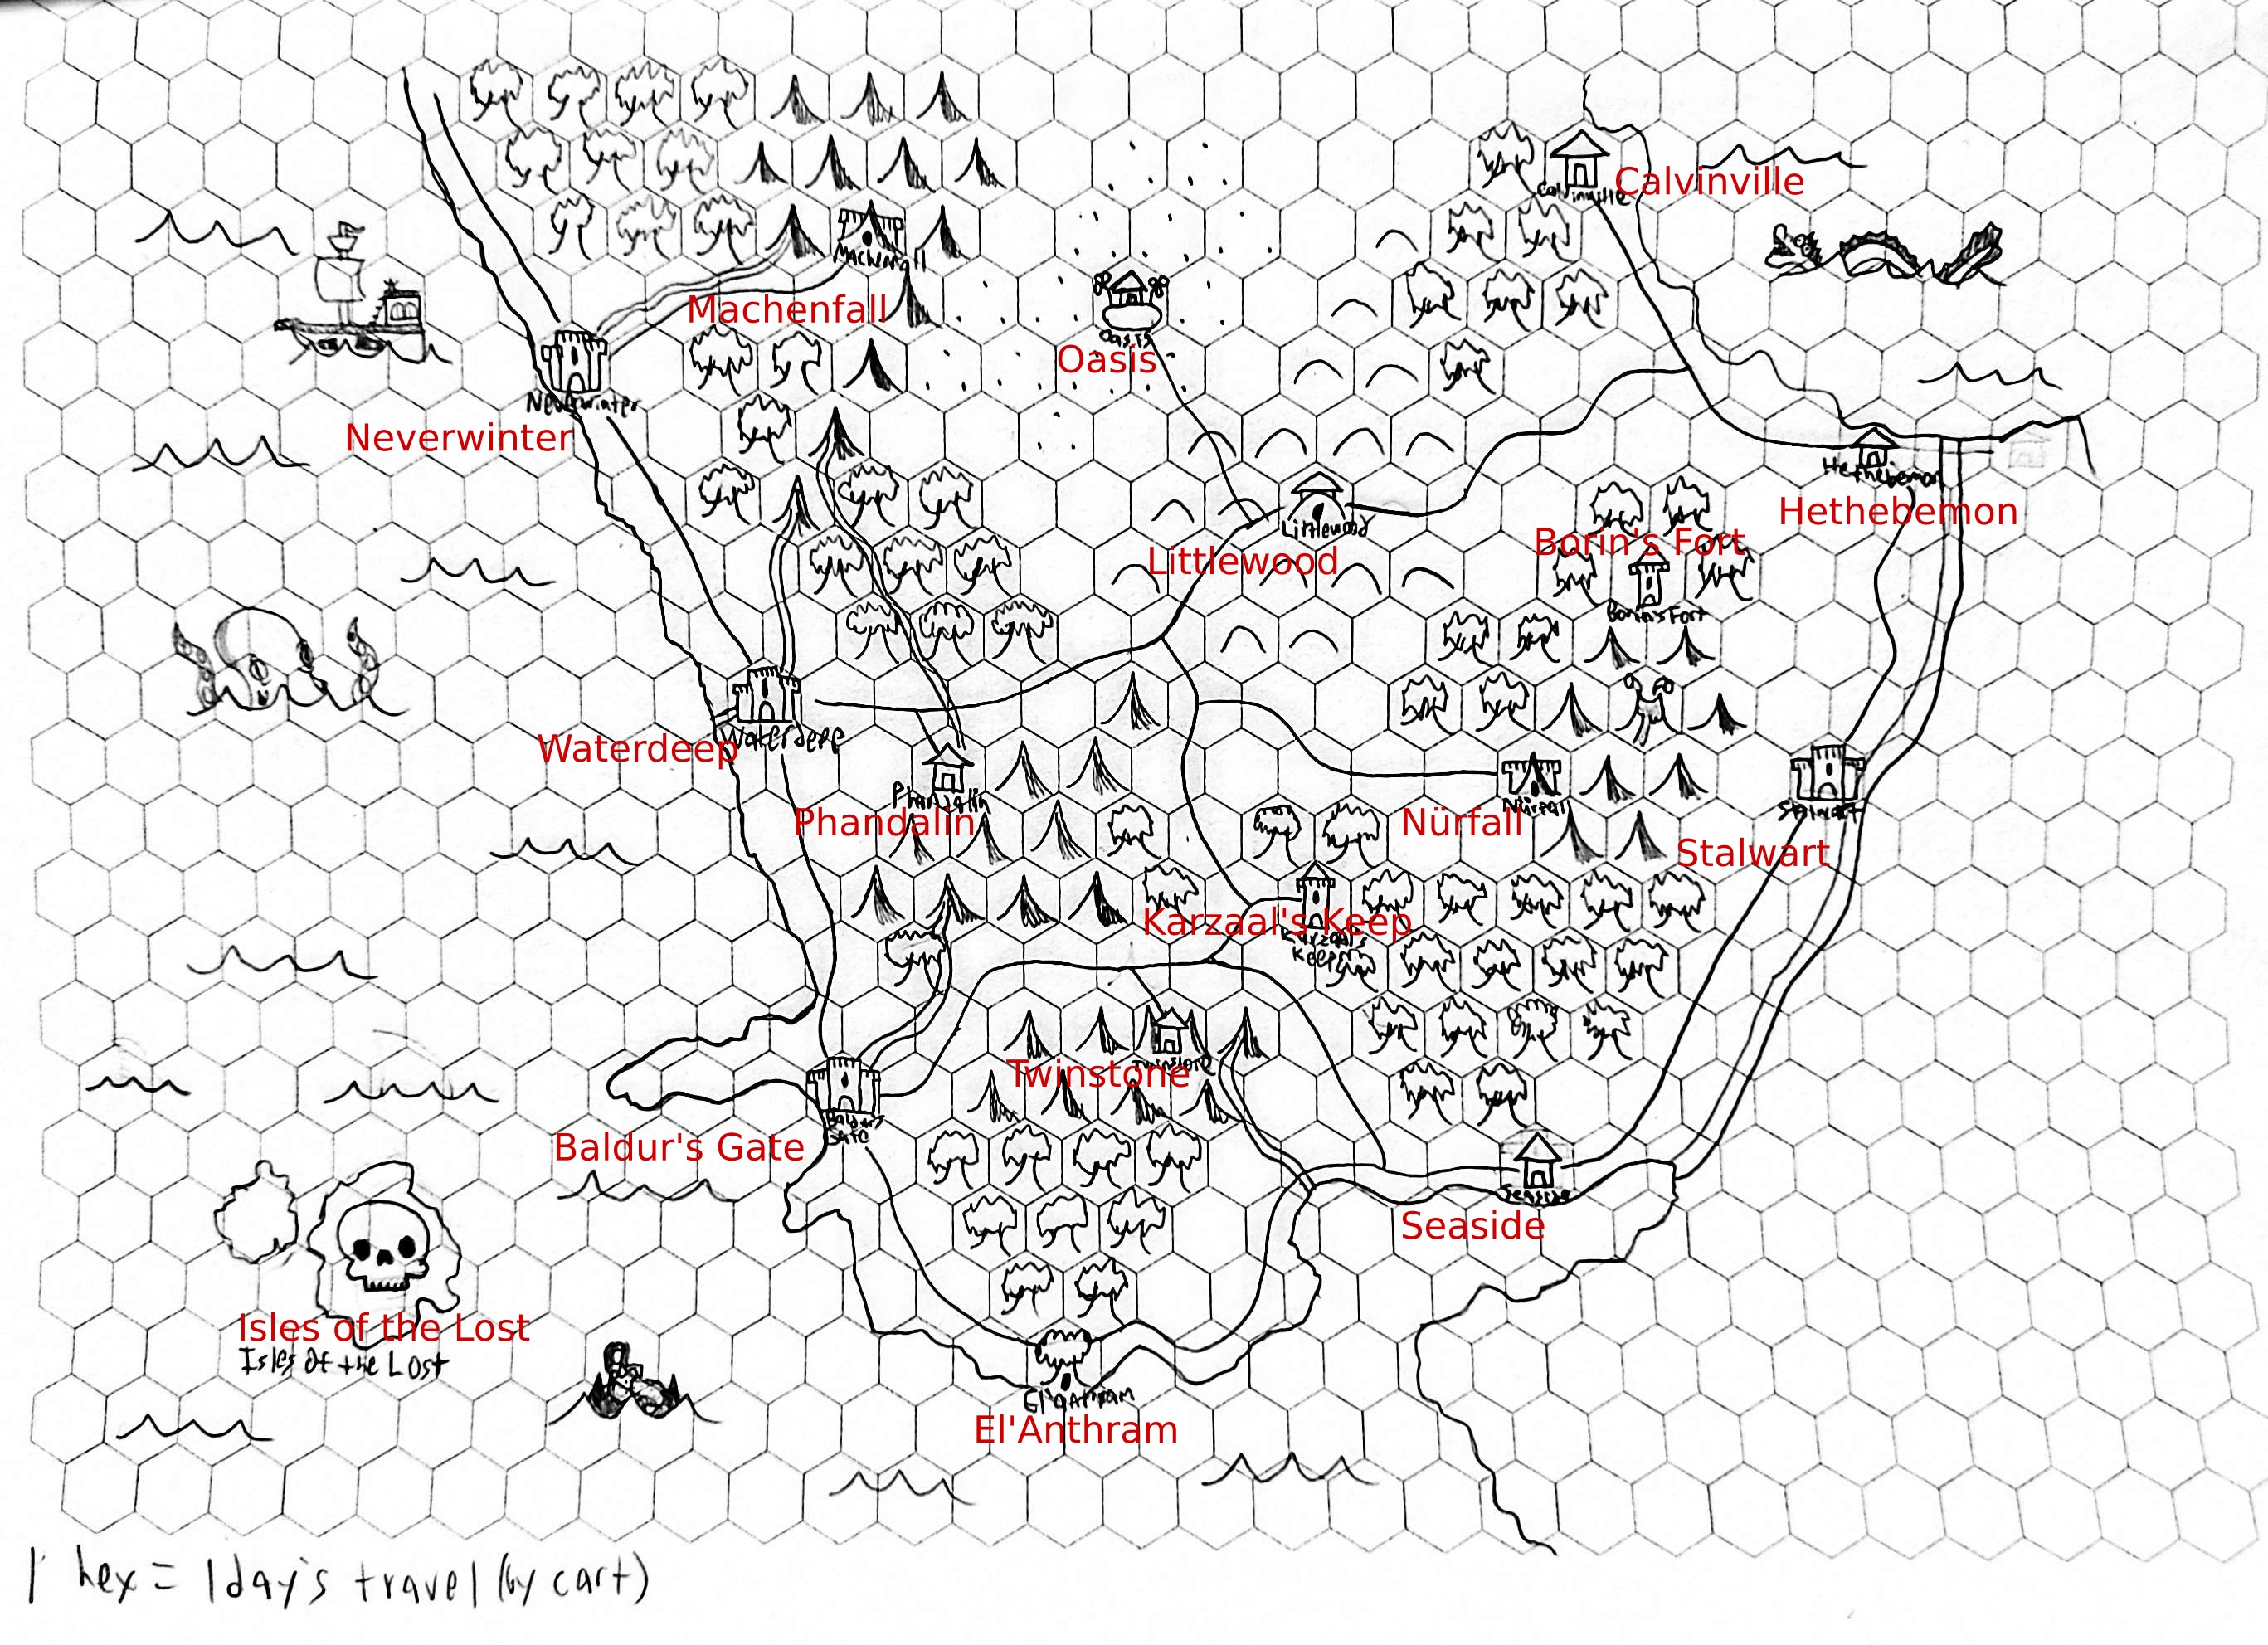 Calvinville
Calvinville
Machenfall
Machenfall
Oasis
Oasis
Neverwinter
Neverwinter
Hethebemon
Hethebemon
Littlewood
Littlewood
Borin's Fort
Borin's Fort
Waterdeep
Waterdeep
Phandalin
Phandalin
Nürfall
Nürfall
Stalwart
Stalwart
Karzaal's Keep
Karzaal's
Keep
Twinstone
Twinstone
Baldur's
Gate
Baldur's Gate
Seaside
Seaside
Isles of the Lost
Isles of the Lost
El'Anthram
El'Anthram
1 hex = 1 day's travel (by cart)